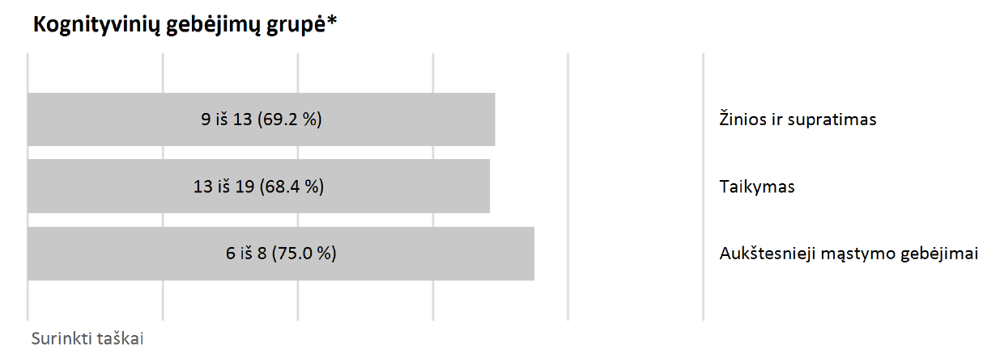 Kognityvinių gebėjimų grupė*
9 iš 13 (69.2 %)
Žinios ir supratimas
13 iš 19 (68.4 %)
Taikymas
6 iš 8 (75.0 %)
Aukštesnieji mąstymo gebėjimai
Surinkti taškai